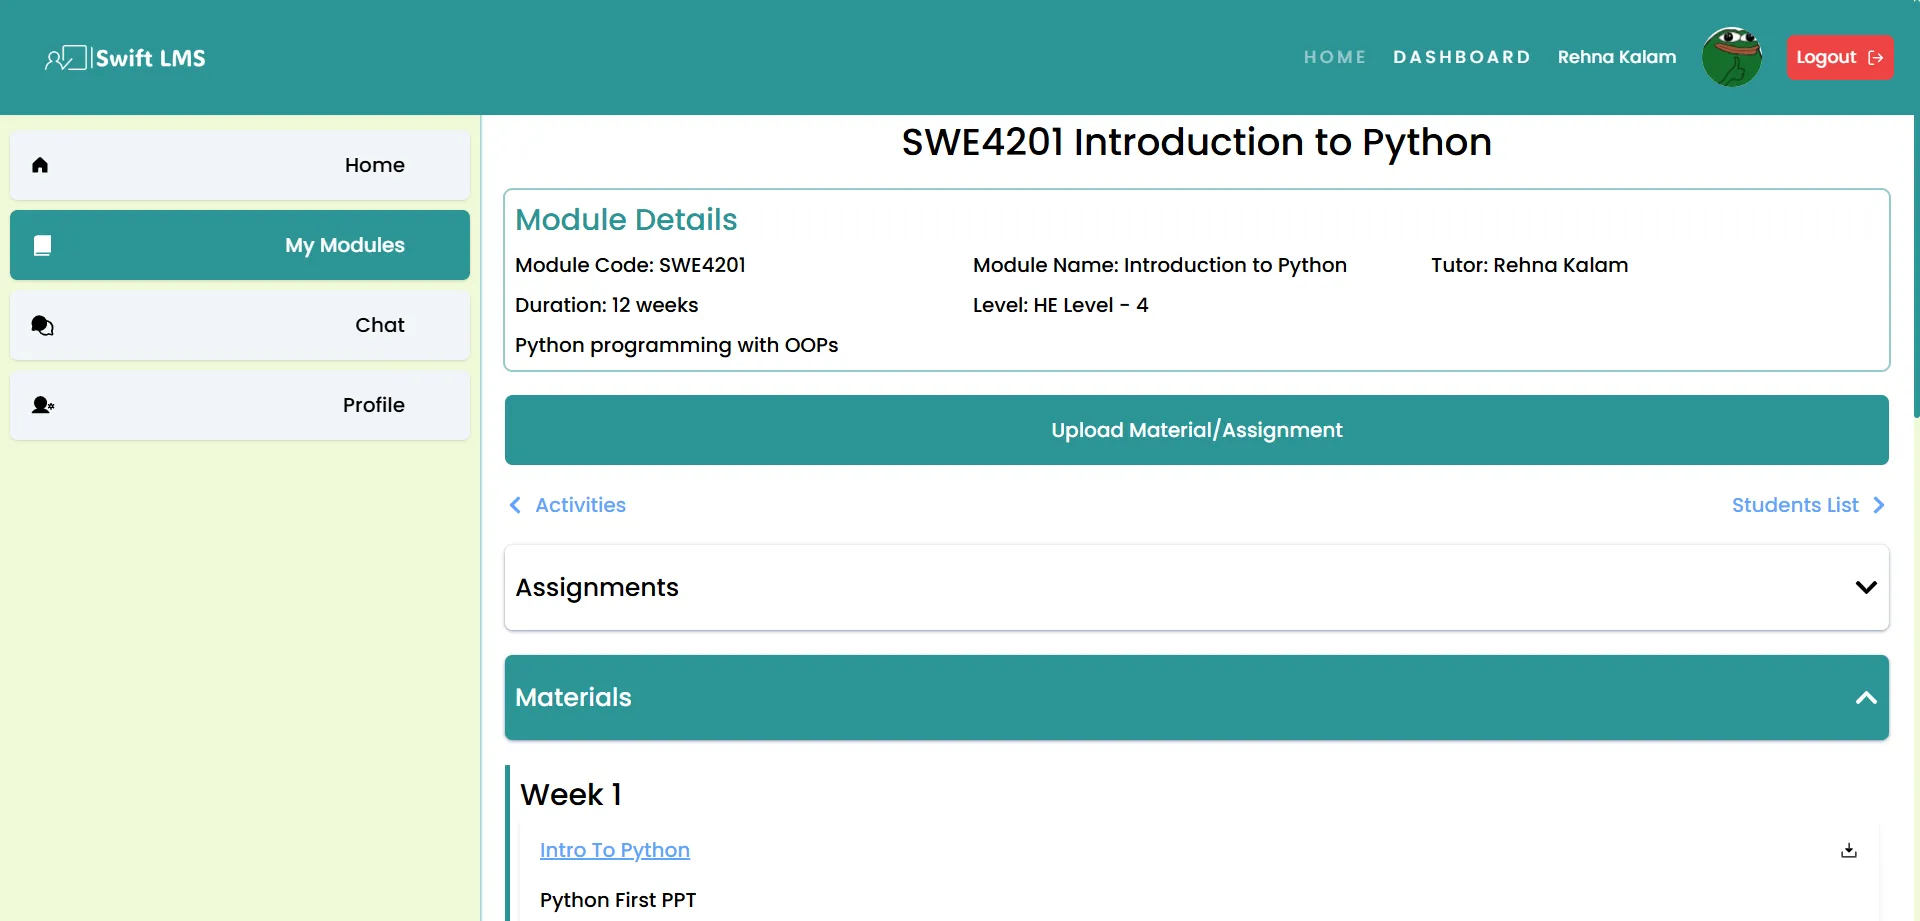 Swift LMS
HOME DASHBOARD Rehna Kalam Logout
Home
My Modules
Chat
Profile
SWE4201 Introduction to Python
Module Details
Module Code: SWE4201 Module Name: Introduction to Python Tutor: Rehna Kalam
Duration: 12 weeks Level: HE Level - 4
Python programming with OOPs
Upload Material/Assignment
Activities Students List
Assignments
Materials
Week 1
Intro To Python
Python First PPT